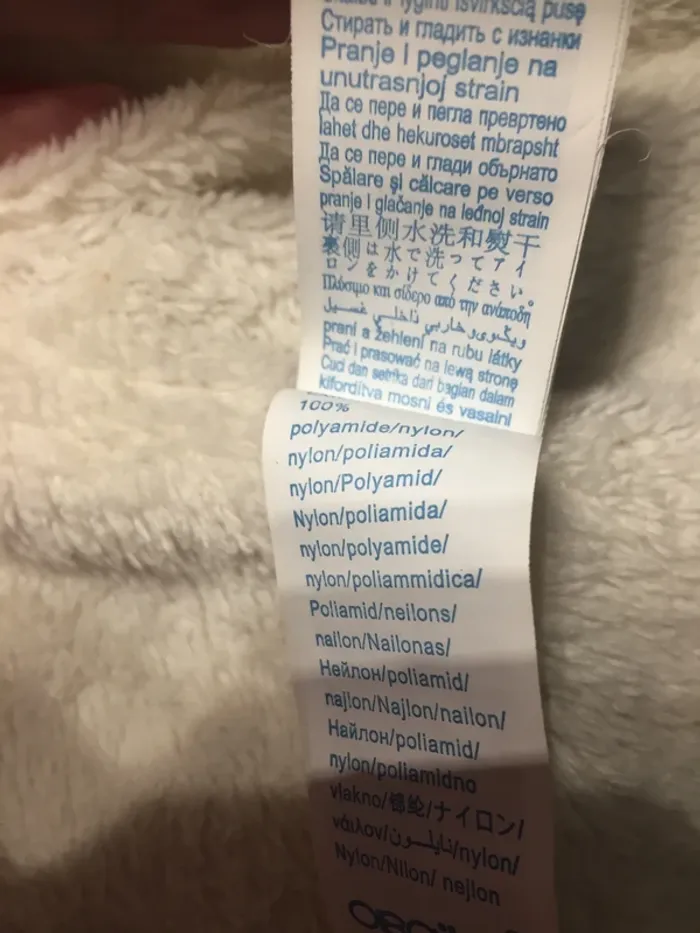 ir lyginti išvirkščią pusę
Стирать и гладить с изнанки
Pranje i peglanje na
unutrasnjoj strain
Да се пере и пегла превртено
lahet dhe hekuroset mbrapsht
Да се пере и глади обърнато
Spălare şi călcare pe verso
pranje i glačanje na leđnoj strain
请里侧水洗和熨干
裏側は水で洗ってアイ
ロンをかけてください。
Πλύσιμο και σίδερο από την ανάποδη
praní a žehlení na rubu látky
Prać i prasować na lewą stronę
Cuci dan setrika dari bagian dalam
kifordítva mosni és vasalni
100%
polyamide/nylon/
nylon/poliamida/
nylon/Polyamid/
Nylon/poliamida/
nylon/polyamide/
nylon/poliammidica/
Poliamid/neilons/
nailon/Nailonas/
Нейлон/poliamid/
najlon/Najlon/nailon/
Найлон/poliamid/
nylon/poliamidno
vlakno/锦纶/ナイロン/
νάιλον/نايلون/nylon/
Nylon/Nilon/ nejlon